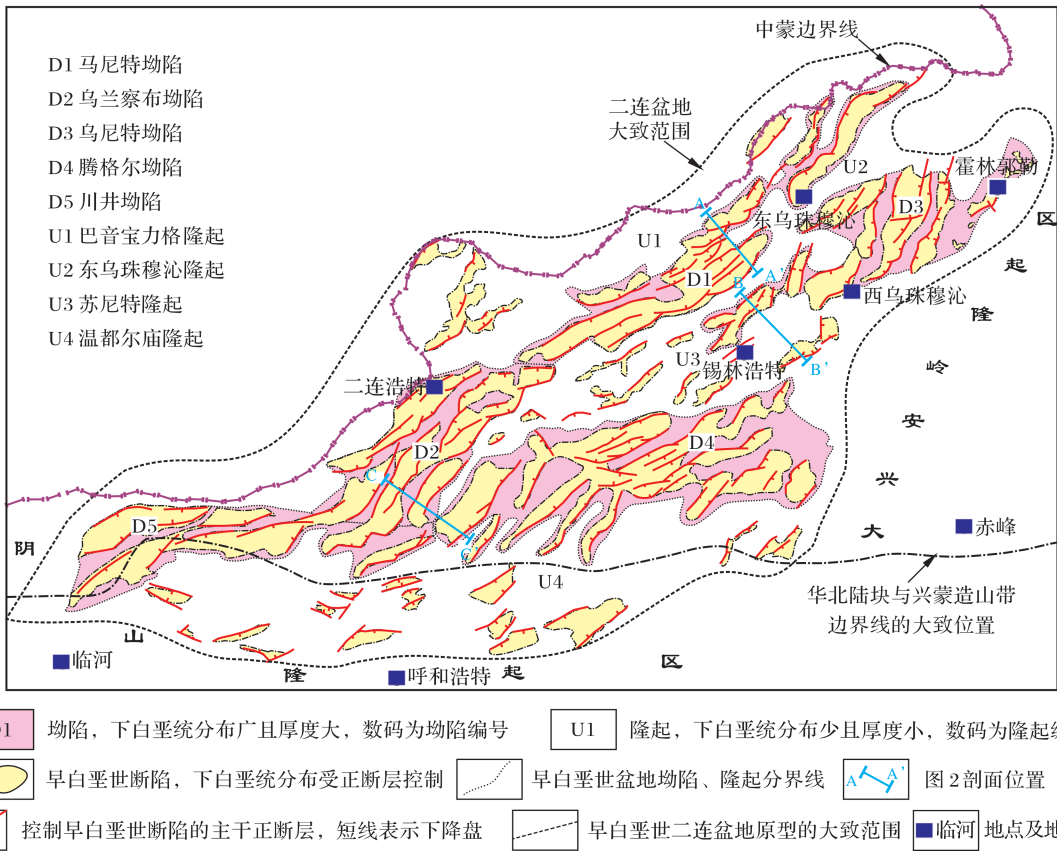 D1 马尼特坳陷
D2 乌兰察布坳陷
D3 乌尼特坳陷
D4 腾格尔坳陷
D5 川井坳陷
U1 巴音宝力格隆起
U2 东乌珠穆沁隆起
U3 苏尼特隆起
U4 温都尔庙隆起
中蒙边界线
二连盆地
大致范围
U2
霍林郭勒
A
东乌珠穆沁
D3
U1
D1
A'
B
西乌珠穆沁
U3
锡林浩特
B'
二连浩特
D2
D4
C
C'
D5
U4
赤峰
华北陆块与兴蒙造山带
边界线的大致位置
临河
呼和浩特
阴山隆起区
大兴安岭隆起区
D1 坳陷，下白垩统分布广且厚度大，数码为坳陷编号
U1 隆起，下白垩统分布少且厚度小，数码为隆起
早白垩世断陷，下白垩统分布受正断层控制
早白垩世盆地坳陷、隆起分界线
A A' 图2剖面位置
控制早白垩世断陷的主干正断层，短线表示下降盘
早白垩世二连盆地原型的大致范围
临河 地点及地